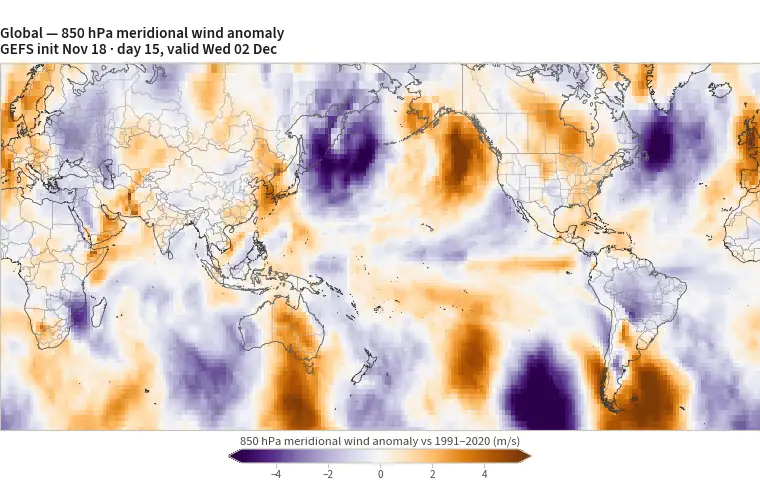 Global — 850 hPa meridional wind anomaly
GEFS init Nov 18 · day 15, valid Wed 02 Dec
850 hPa meridional wind anomaly vs 1991–2020 (m/s)
−4 −2 0 2 4